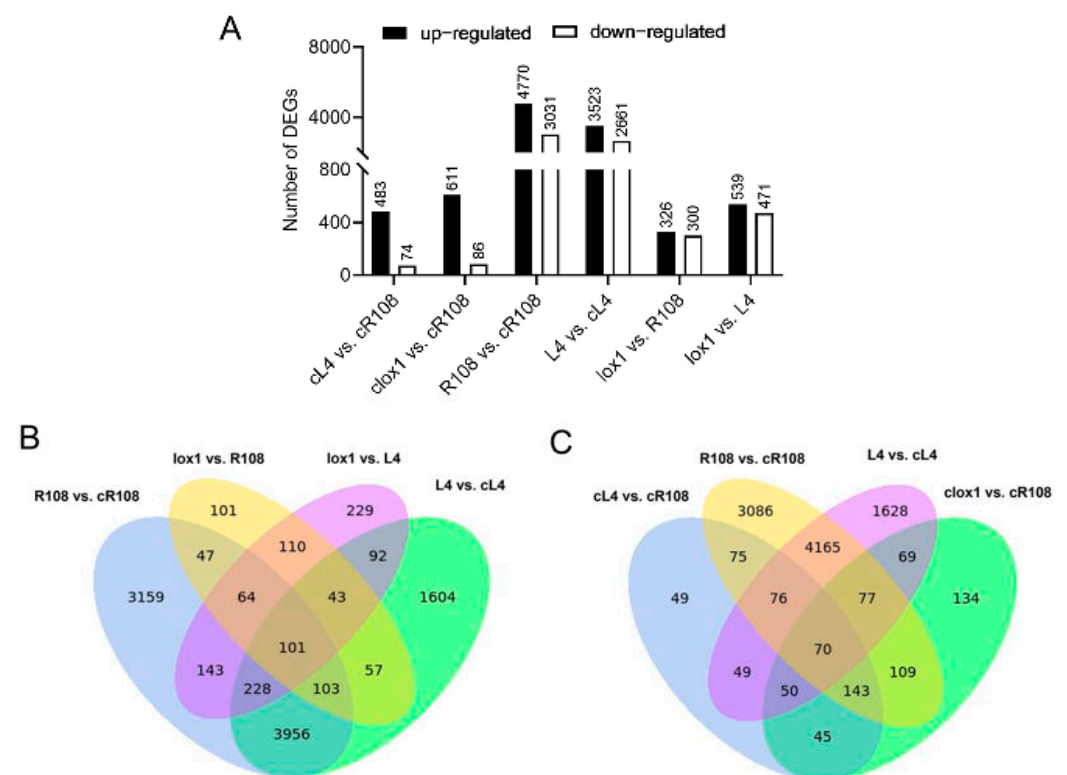 A
up-regulated down-regulated
8000
4000
800
400
0
Number of DEGs
483
74
611
86
4770
3031
3523
2661
326
300
539
471
cL4 vs. cR108
clox1 vs. cR108
R108 vs. cR108
L4 vs. cL4
lox1 vs. R108
lox1 vs. L4
B
lox1 vs. R108 lox1 vs. L4
R108 vs. cR108 L4 vs. cL4
101 229
47 110 92
3159 64 43 1604
101
143 228 103 57
3956
C
R108 vs. cR108 L4 vs. cL4
cL4 vs. cR108 clox1 vs. cR108
3086 1628
75 4165 69
49 76 77 134
70
49 50 143 109
45